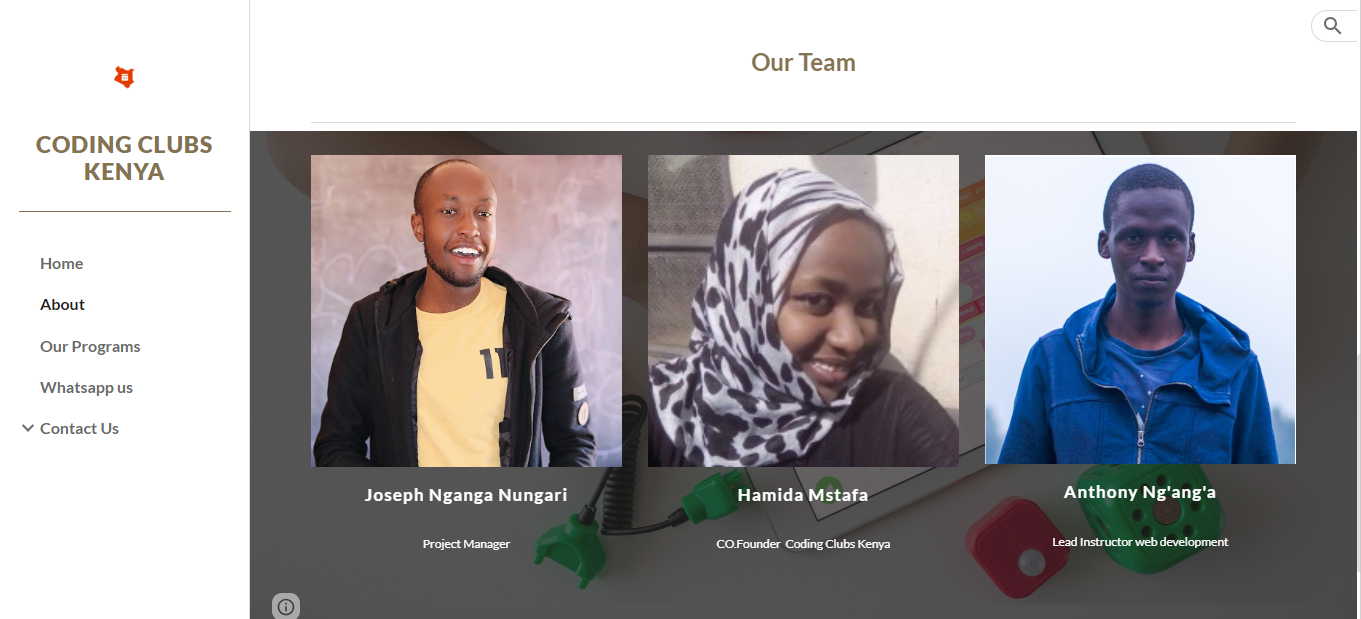 CODING CLUBS
KENYA
Home
About
Our Programs
Whatsapp us
Contact Us
Our Team
11
Joseph Nganga Nungari
Project Manager
Hamida Mstafa
CO.Founder  Coding Clubs Kenya
Anthony Ng'ang'a
Lead Instructor web development